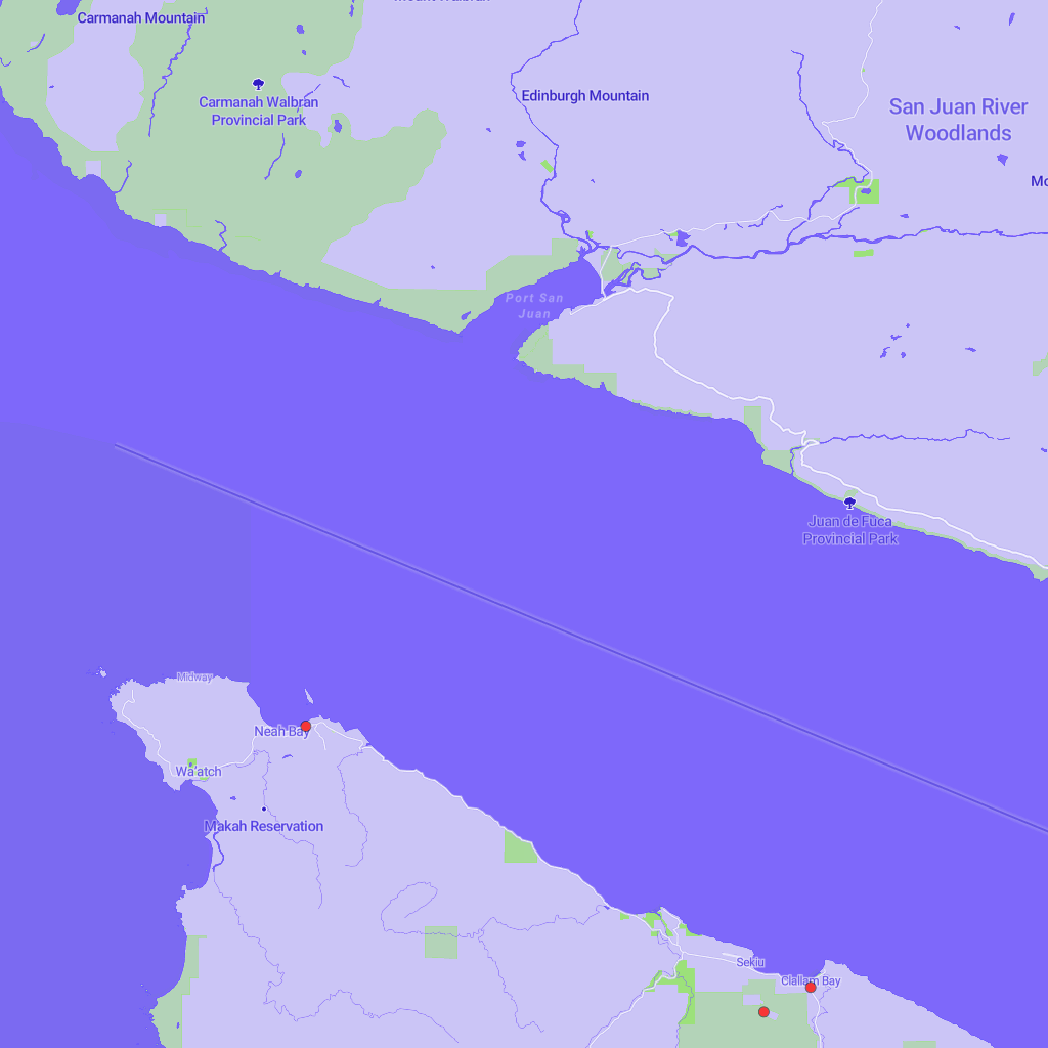 Carmanah Mountain
Carmanah Walbran
Provincial Park
Edinburgh Mountain
San Juan River
Woodlands
Port San
Juan
Juan de Fuca
Provincial Park
Midway
Neah Bay
Wa'atch
Makah Reservation
Sekiu
Clallam Bay